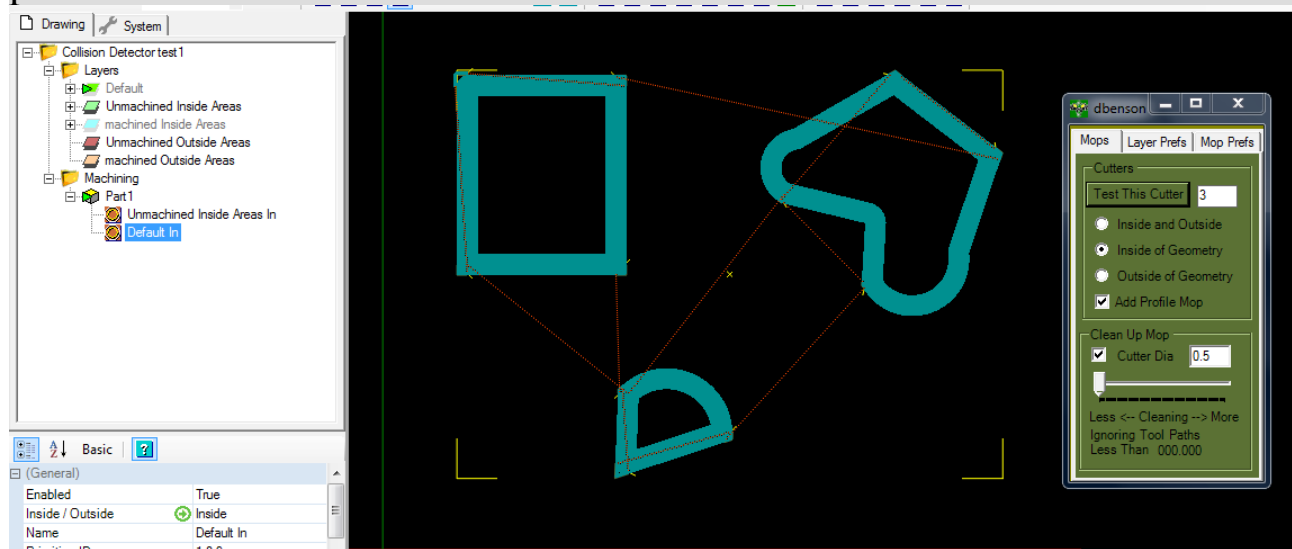 Drawing System
Collision Detector test1
Layers
Default
Unmachined Inside Areas
machined Inside Areas
Unmachined Outside Areas
machined Outside Areas
Machining
Part1
Unmachined Inside Areas In
Default In
Basic
(General)
Enabled True
Inside / Outside Inside
Name Default In
dbenson
Mops Layer Prefs Mop Prefs
Cutters
Test This Cutter 3
Inside and Outside
Inside of Geometry
Outside of Geometry
Add Profile Mop
Clean Up Mop
Cutter Dia 0.5
Less <-- Cleaning --> More
Ignoring Tool Paths
Less Than 000.000